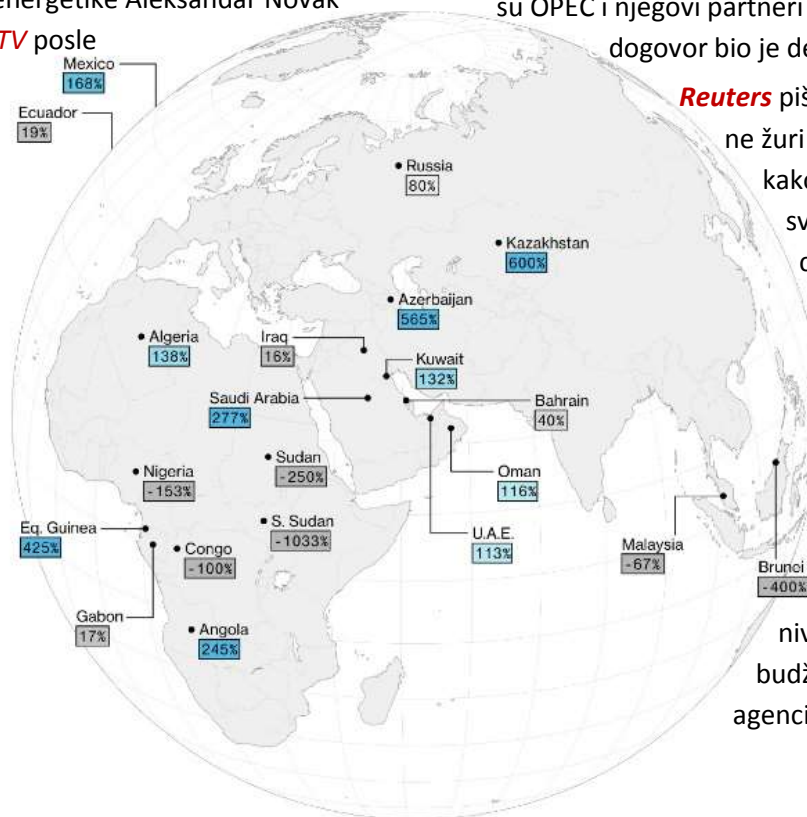 energetike Aleksandar Novak
TV posle
su OPEC i njegovi partneri
dogovor bio je de
Reuters piš
ne žuri
kako
sv
Mexico
168%
Ecuador
19%
Russia
80%
Kazakhstan
600%
Azerbaijan
565%
Algeria
138%
Iraq
16%
Kuwait
132%
Saudi Arabia
277%
Bahrain
40%
Sudan
-250%
Nigeria
-153%
Oman
116%
Eq. Guinea
425%
S. Sudan
-1033%
U.A.E.
113%
Congo
-100%
Malaysia
-67%
Brunei
-400%
Gabon
17%
Angola
245%
niv
budž
agenci